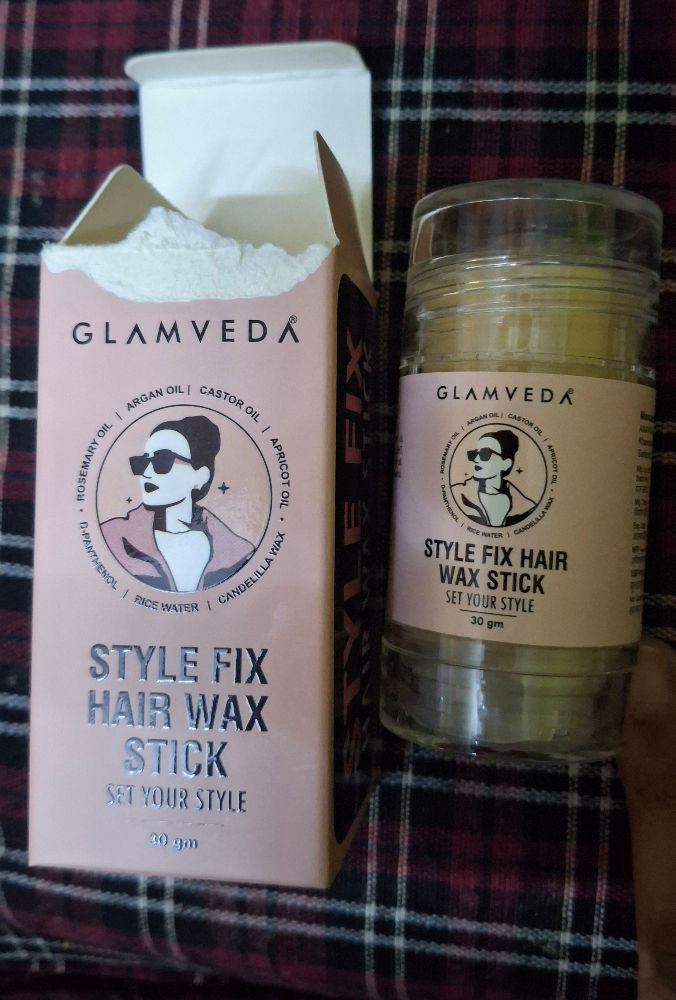 GLAMVEDA®
ROSEMARY OIL | ARGAN OIL | CASTOR OIL • APRICOT OIL •
D-PANTHENOL | RICE WATER | CANDELILLA WAX
STYLE FIX
HAIR WAX
STICK
SET YOUR STYLE
30 gm
STYLE FIX
GLAMVEDA®
ROSEMARY OIL | ARGAN OIL | CASTOR OIL • APRICOT OIL •
D-PANTHENOL | RICE WATER | CANDELILLA WAX
STYLE FIX HAIR
WAX STICK
SET YOUR STYLE
30 gm